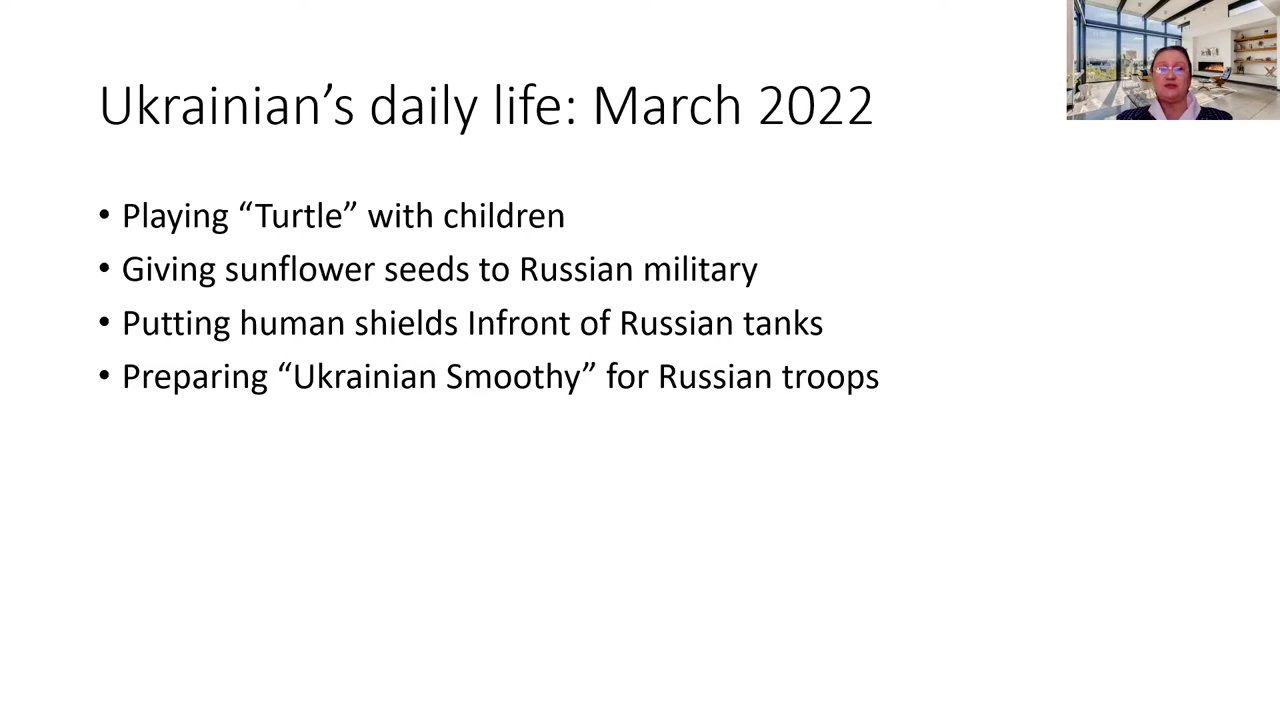 Ukrainian’s daily life: March 2022
• Playing “Turtle” with children
• Giving sunflower seeds to Russian military
• Putting human shields Infront of Russian tanks
• Preparing “Ukrainian Smoothy” for Russian troops